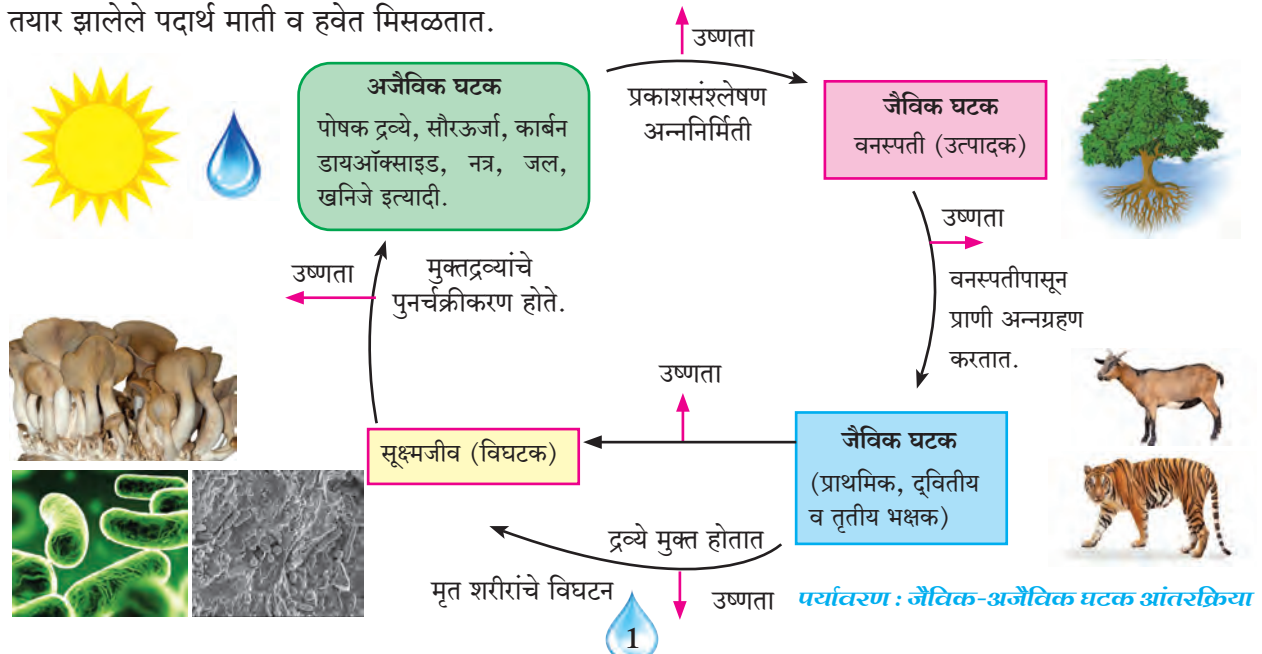 तयार झालेले पदार्थ माती व हवेत मिसळतात.
उष्णता
अजैविक घटक
पोषक द्रव्ये, सौरऊर्जा, कार्बन
डायऑक्साइड, नत्र, जल,
खनिजे इत्यादी.
प्रकाशसंश्लेषण
अन्ननिर्मिती
जैविक घटक
वनस्पती (उत्पादक)
उष्णता
वनस्पतीपासून
प्राणी अन्नग्रहण
करतात.
उष्णता
मुक्तद्रव्यांचे
पुनर्चक्रीकरण होते.
उष्णता
सूक्ष्मजीव (विघटक)
जैविक घटक
(प्राथमिक, द्‌वितीय
व तृतीय भक्षक)
द्रव्ये मुक्त होतात
मृत शरीरांचे विघटन
उष्णता
पर्यावरण : जैविक-अजैविक घटक आंतरक्रिया
1